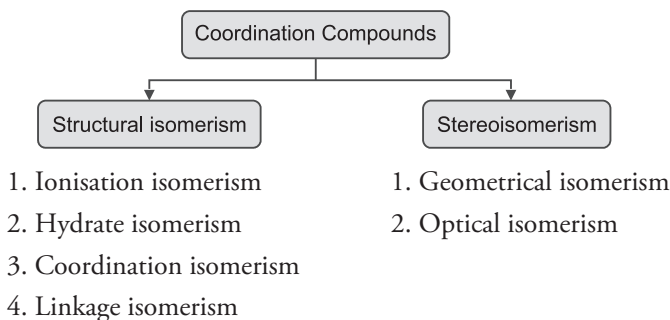 Coordination Compounds
Structural isomerism
1. Ionisation isomerism
2. Hydrate isomerism
3. Coordination isomerism
4. Linkage isomerism
Stereoisomerism
1. Geometrical isomerism
2. Optical isomerism